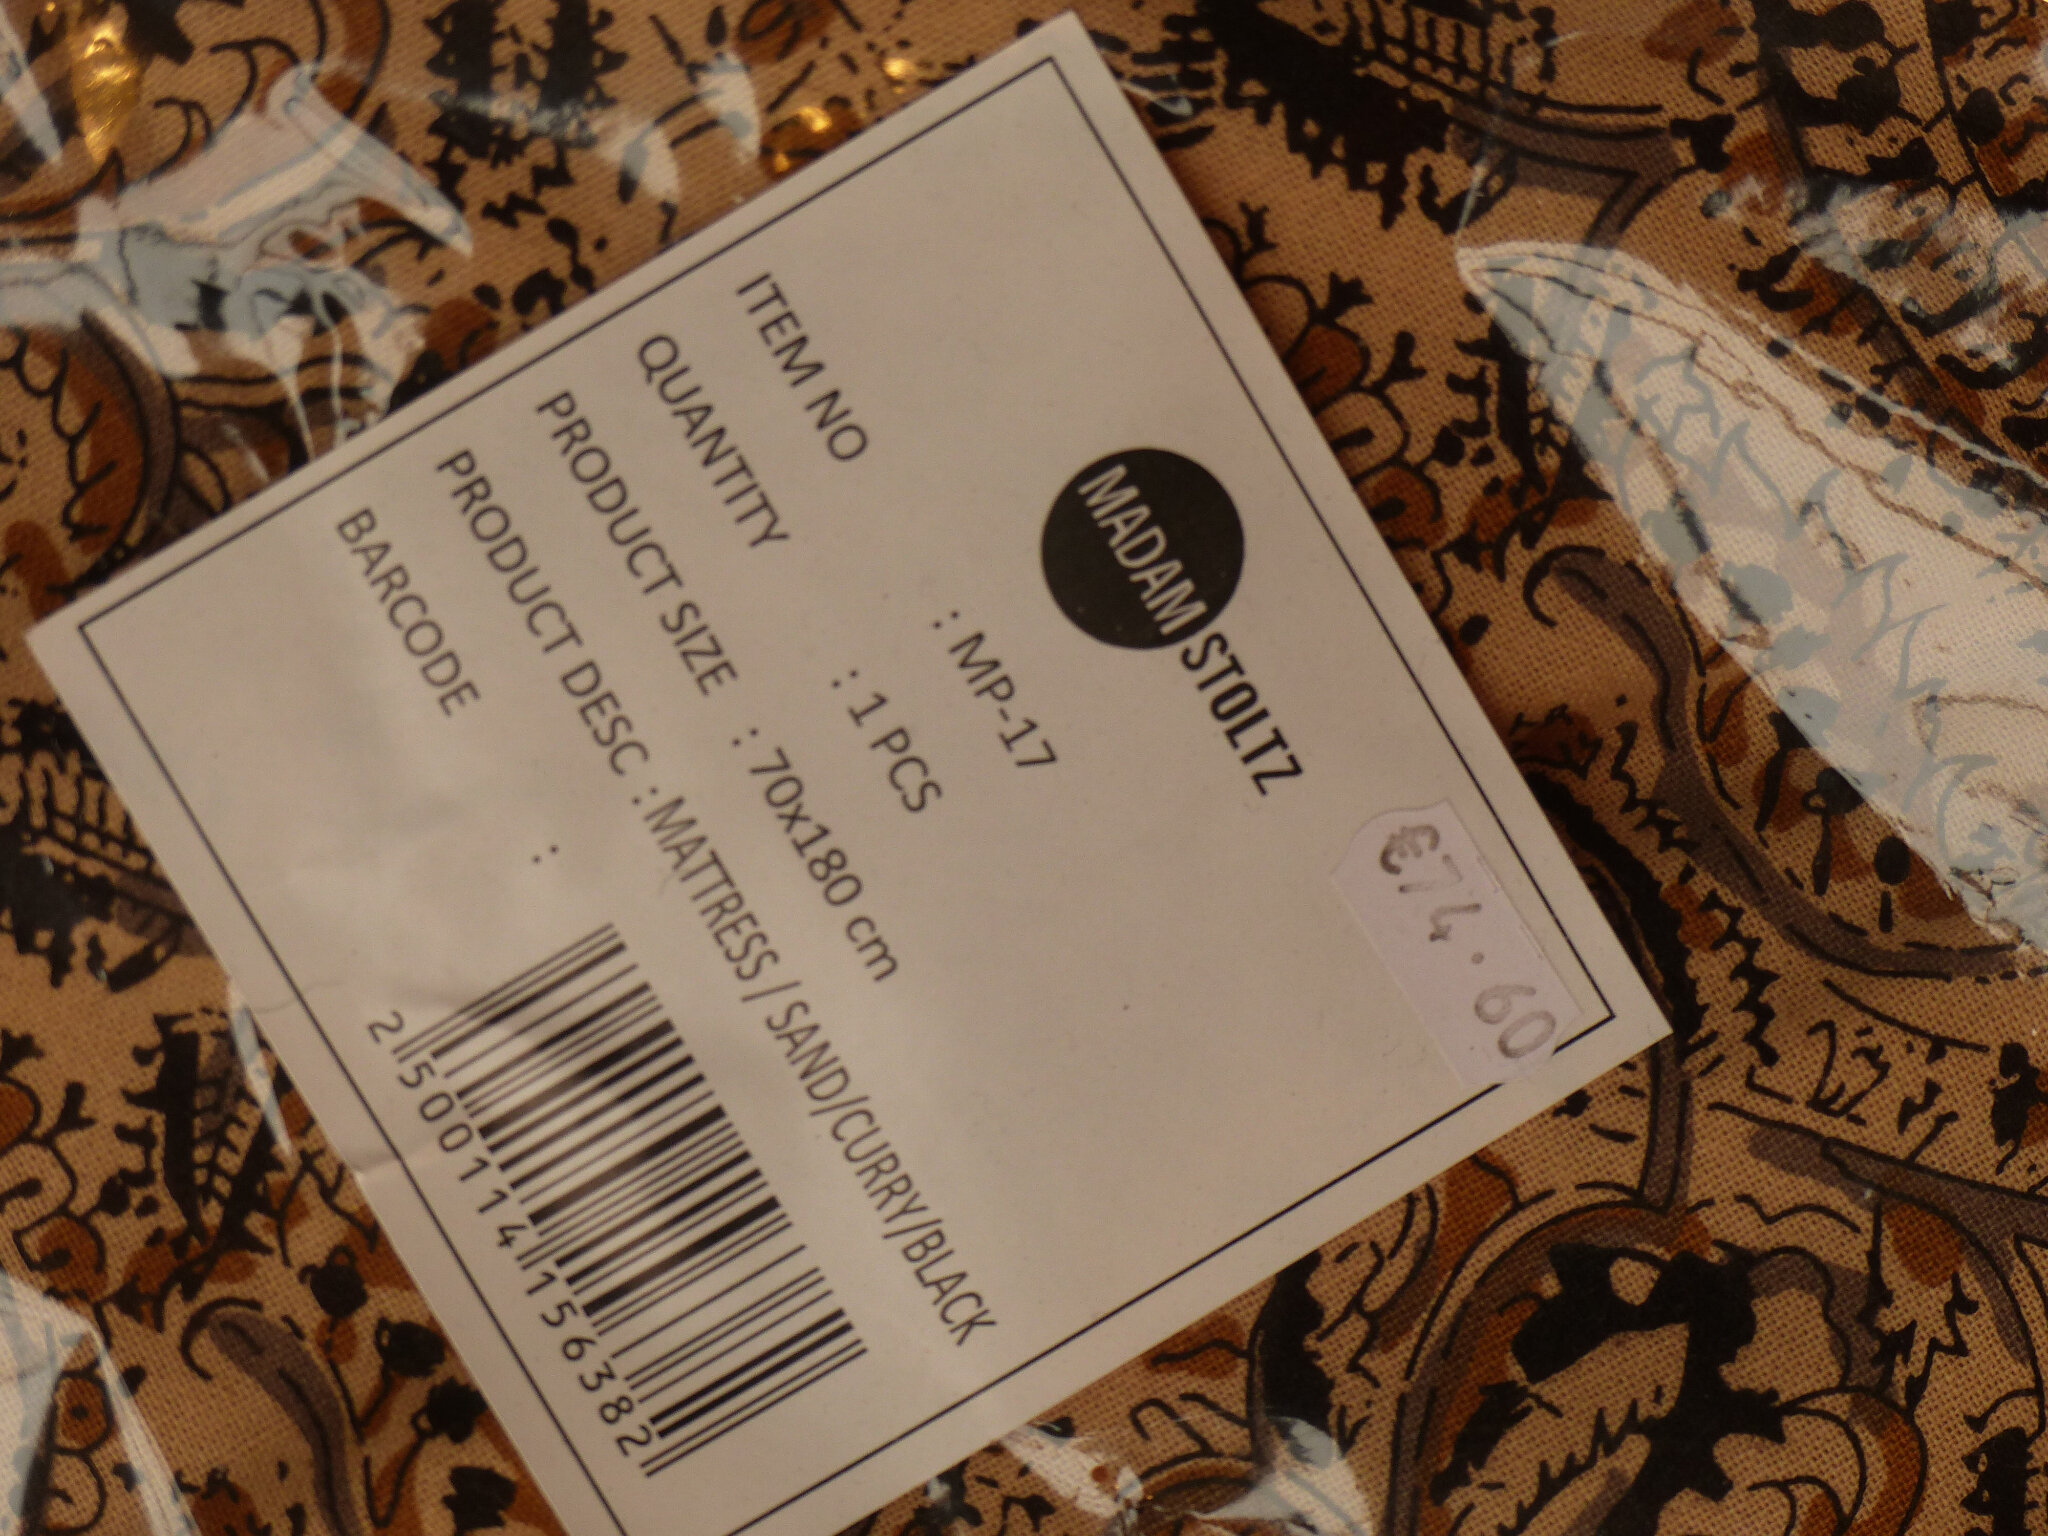 MADAM STOLTZ
€74.60
ITEM NO : MP-17
QUANTITY : 1 PCS
PRODUCT SIZE : 70x180 cm
PRODUCT DESC : MATTRESS / SAND/CURRY/BLACK
BARCODE :
2500114156382